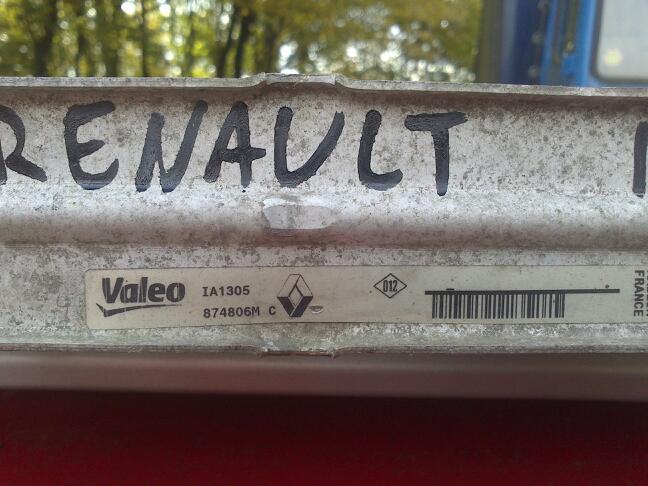 RENAULT
Valeo
IA1305
874806M C
D12
FRANCE